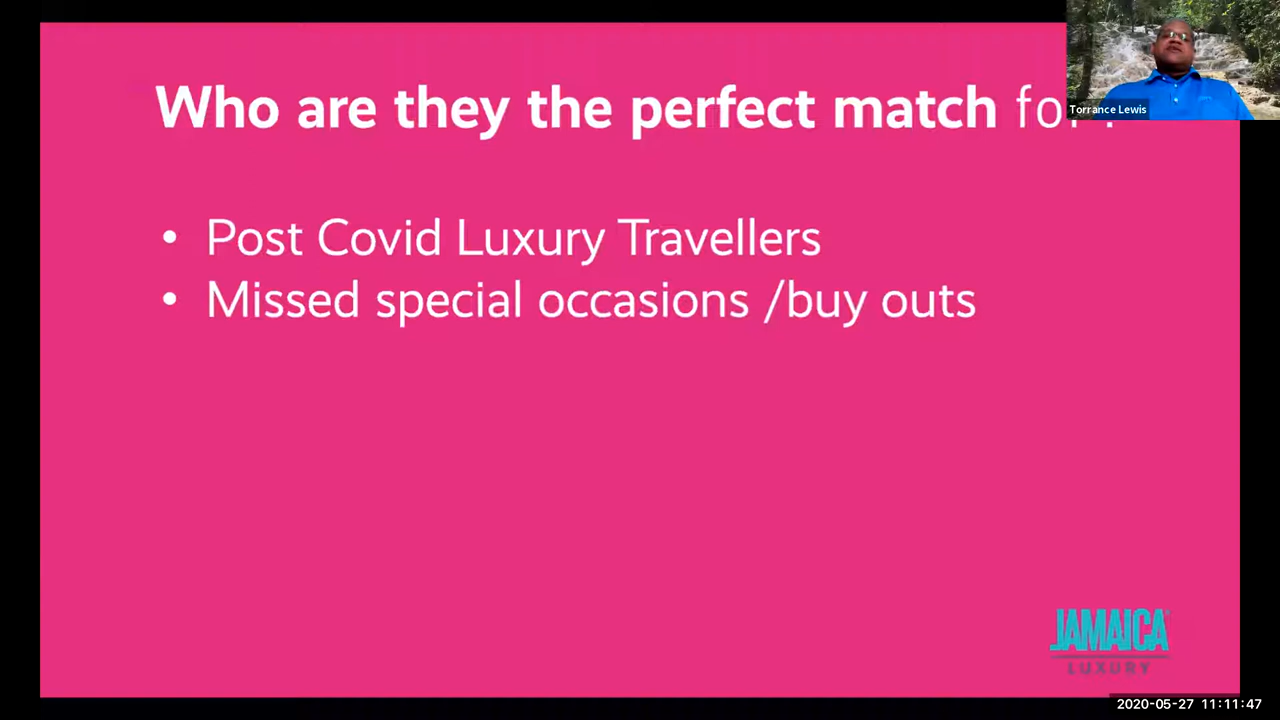 Who are they the perfect match for ?
Torrance Lewis
• Post Covid Luxury Travellers
• Missed special occasions /buy outs
JAMAICA
LUXURY
2020-05-27 11:11:47